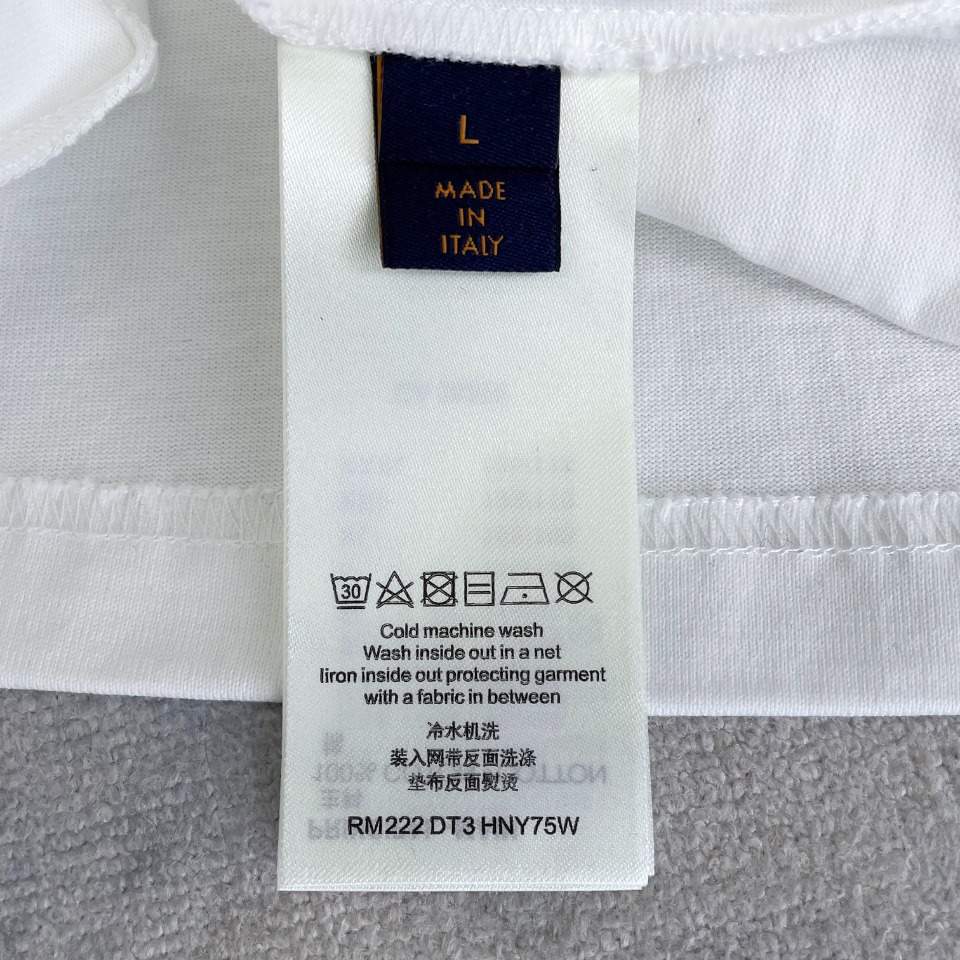 L
MADE
IN
ITALY
30
Cold machine wash
Wash inside out in a net
Iiron inside out protecting garment
with a fabric in between
冷水机洗
装入网带反面洗涤
垫布反面熨烫
RM222 DT3 HNY75W